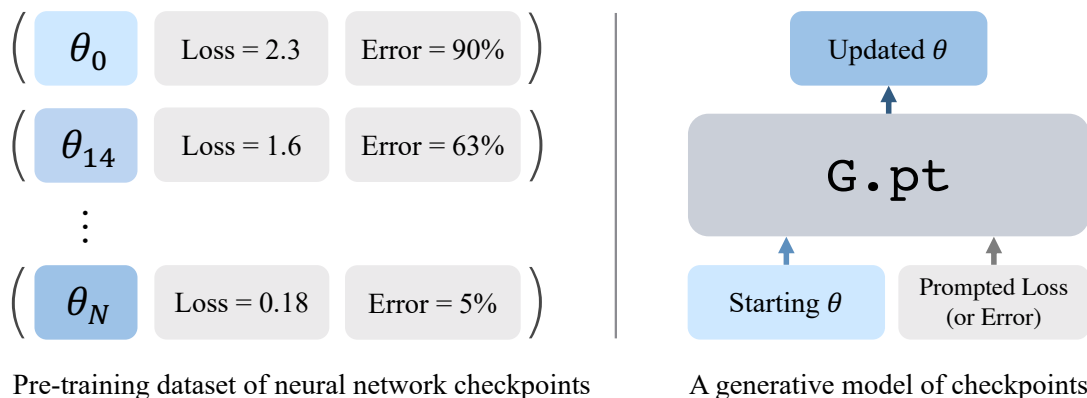 ( θ0 Loss = 2.3 Error = 90% )
( θ14 Loss = 1.6 Error = 63% )
⋮
( θN Loss = 0.18 Error = 5% )
Pre-training dataset of neural network checkpoints
Updated θ
G.pt
Starting θ
Prompted Loss
(or Error)
A generative model of checkpoints